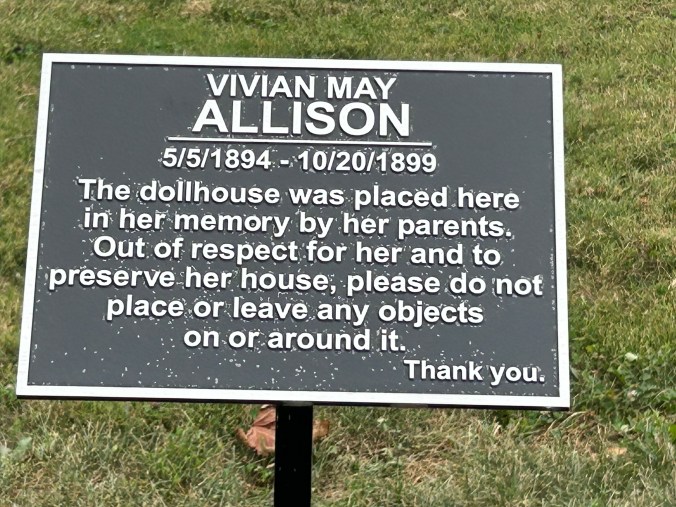 VIVIAN MAY
ALLISON
5/5/1894 - 10/20/1899
The dollhouse was placed here
in her memory by her parents.
Out of respect for her and to
preserve her house, please do not
place or leave any objects
on or around it.
Thank you.